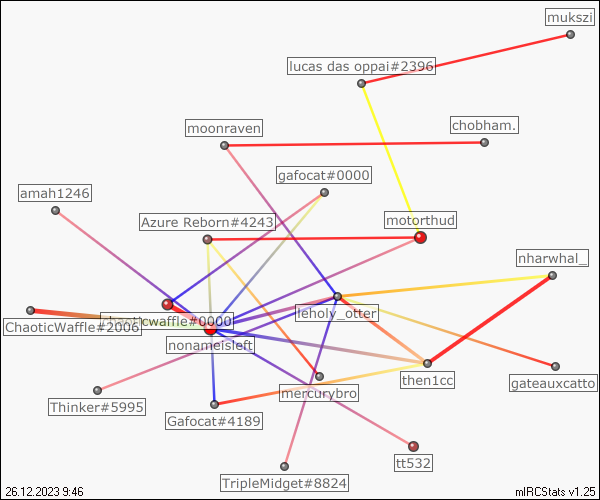 mukszi
lucas das oppai#2396
moonraven
chobham.
gafocat#0000
amah1246
Azure Reborn#4243
motorthud
nharwhal_
ChaoticWaffle#2006
chaoticwaffle#0000
leholy_otter
nonameisleft
then1cc
gateauxcatto
mercurybro
Thinker#5995
Gafocat#4189
tt532
TripleMidget#8824
26.12.2023 9:46
mIRCStats v1.25